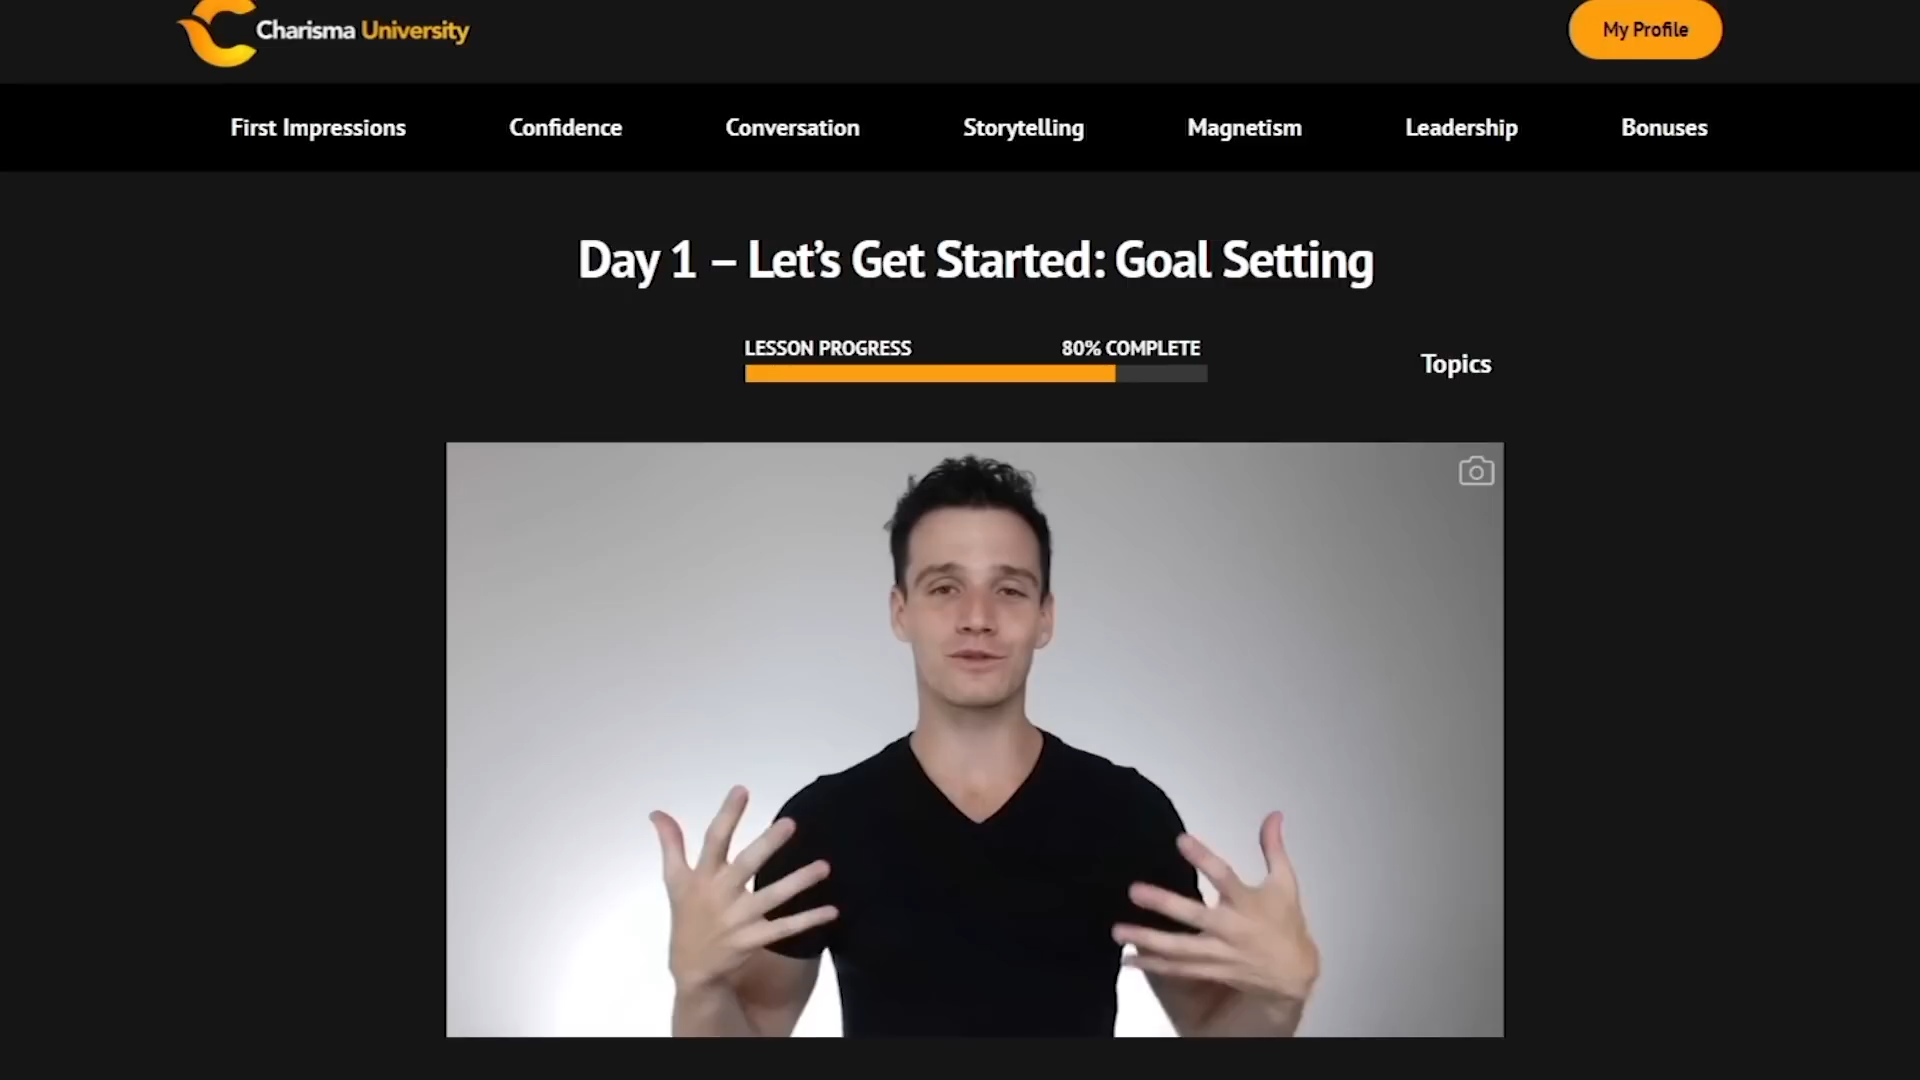 Charisma University
My Profile
First Impressions
Confidence
Conversation
Storytelling
Magnetism
Leadership
Bonuses
Day 1 – Let’s Get Started: Goal Setting
LESSON PROGRESS
80% COMPLETE
Topics